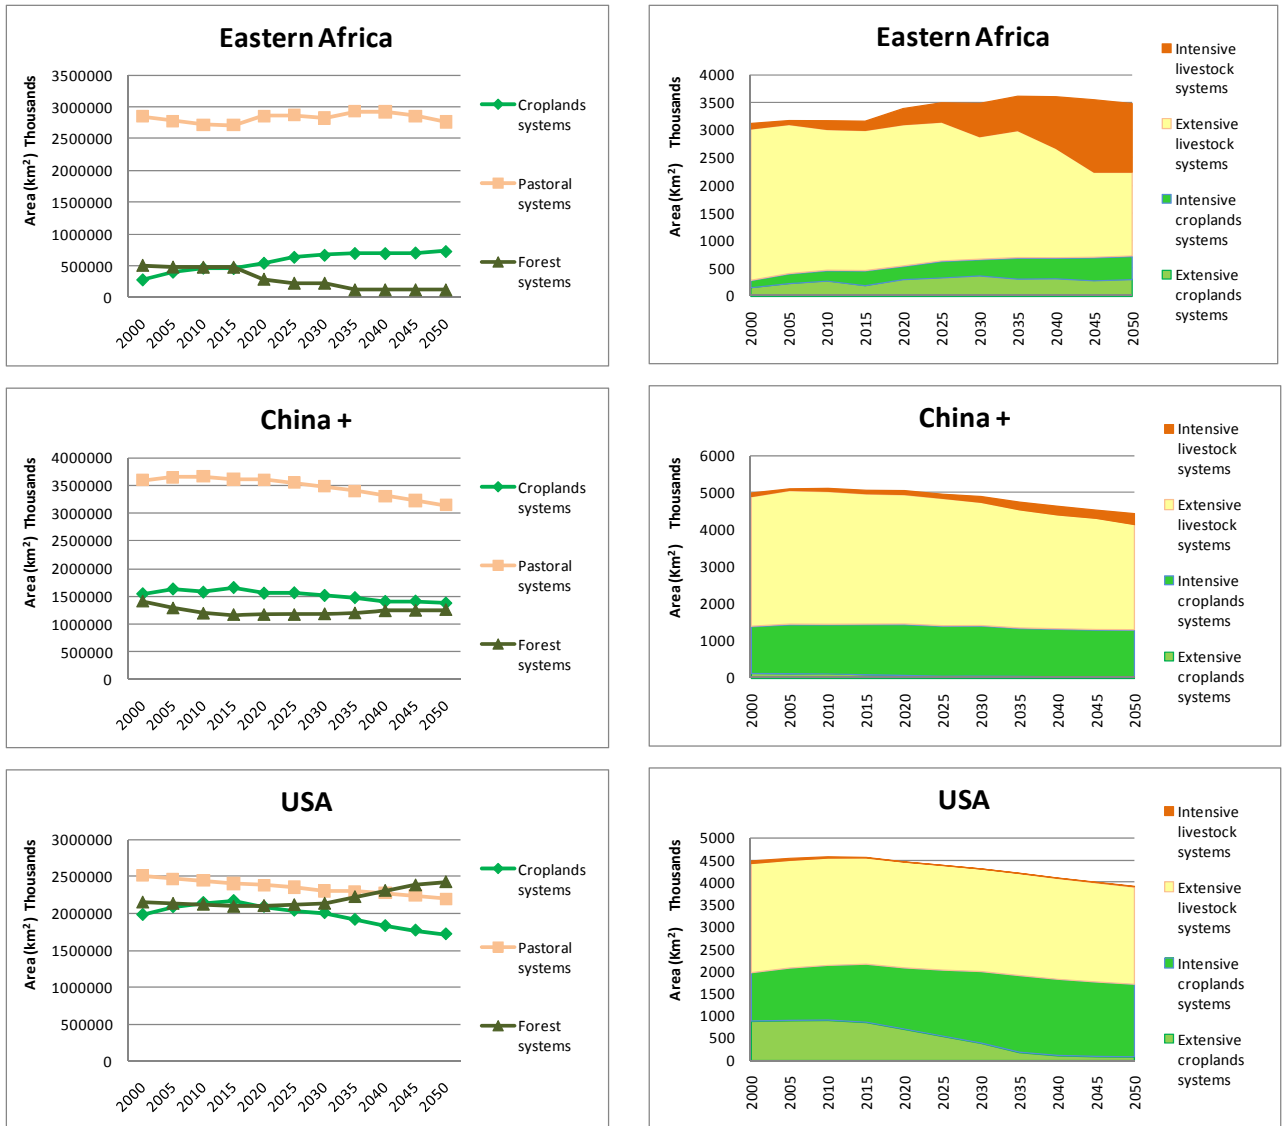 Eastern Africa
Area (km²) Thousands
3500000
3000000
2500000
2000000
1500000
1000000
500000
0
2000
2005
2010
2015
2020
2025
2030
2035
2040
2045
2050
Croplands
systems
Pastoral
systems
Forest
systems
Eastern Africa
Area (Km²) Thousands
4000
3500
3000
2500
2000
1500
1000
500
0
2000
2005
2010
2015
2020
2025
2030
2035
2040
2045
2050
Intensive
livestock
systems
Extensive
livestock
systems
Intensive
croplands
systems
Extensive
croplands
systems
China +
Area (km²) Thousands
4000000
3500000
3000000
2500000
2000000
1500000
1000000
500000
0
2000
2005
2010
2015
2020
2025
2030
2035
2040
2045
2050
Croplands
systems
Pastoral
systems
Forest
systems
China +
Area (Km²) Thousands
6000
5000
4000
3000
2000
1000
0
2000
2005
2010
2015
2020
2025
2030
2035
2040
2045
2050
Intensive
livestock
systems
Extensive
livestock
systems
Intensive
croplands
systems
Extensive
croplands
systems
USA
Area (km²) Thousands
3000000
2500000
2000000
1500000
1000000
500000
0
2000
2005
2010
2015
2020
2025
2030
2035
2040
2045
2050
Croplands
systems
Pastoral
systems
Forest
systems
USA
Area (Km²) Thousands
5000
4500
4000
3500
3000
2500
2000
1500
1000
500
0
2000
2005
2010
2015
2020
2025
2030
2035
2040
2045
2050
Intensive
livestock
systems
Extensive
livestock
systems
Intensive
croplands
systems
Extensive
croplands
systems